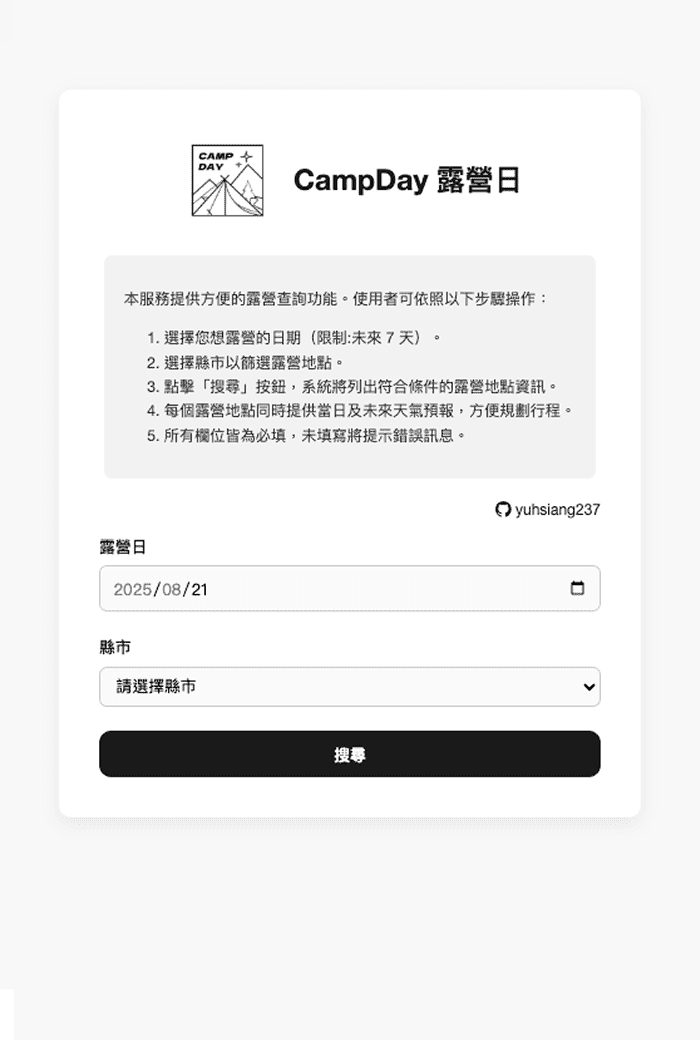 CAMP
DAY
CampDay 露營日
本服務提供方便的露營查詢功能。使用者可依照以下步驟操作：
1. 選擇您想露營的日期（限制:未來 7 天）。
2. 選擇縣市以篩選露營地點。
3. 點擊「搜尋」按鈕，系統將列出符合條件的露營地點資訊。
4. 每個露營地點同時提供當日及未來天氣預報，方便規劃行程。
5. 所有欄位皆為必填，未填寫將提示錯誤訊息。
yuhsiang237
露營日
2025/08/21
縣市
請選擇縣市
搜尋